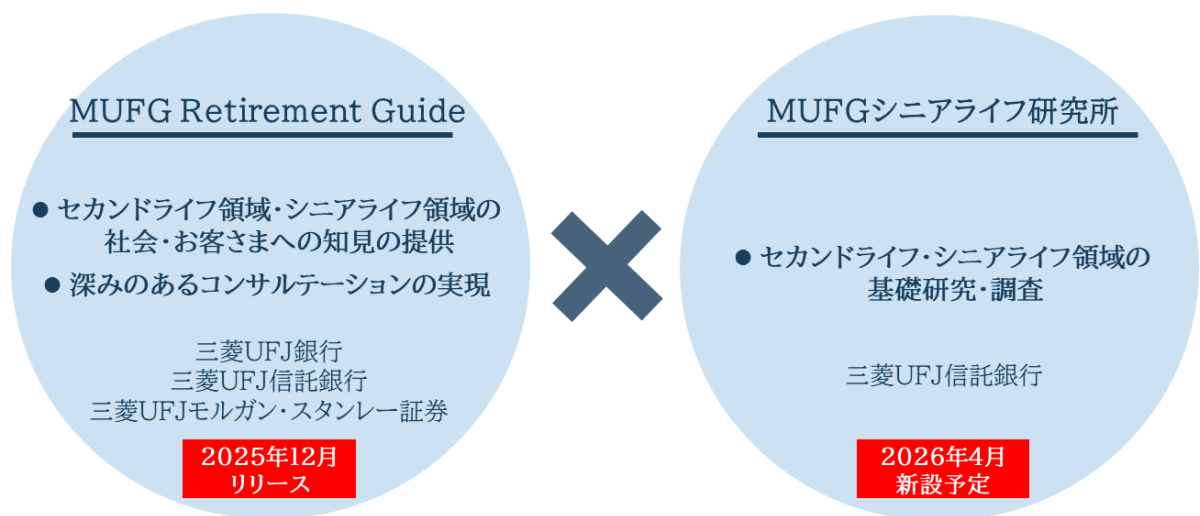 MUFG Retirement Guide
● セカンドライフ領域・シニアライフ領域の
社会・お客さまへの知見の提供
● 深みのあるコンサルテーションの実現
三菱UFJ銀行
三菱UFJ信託銀行
三菱UFJモルガン・スタンレー証券
2025年12月
リリース
MUFGシニアライフ研究所
● セカンドライフ・シニアライフ領域の
基礎研究・調査
三菱UFJ信託銀行
2026年4月
新設予定